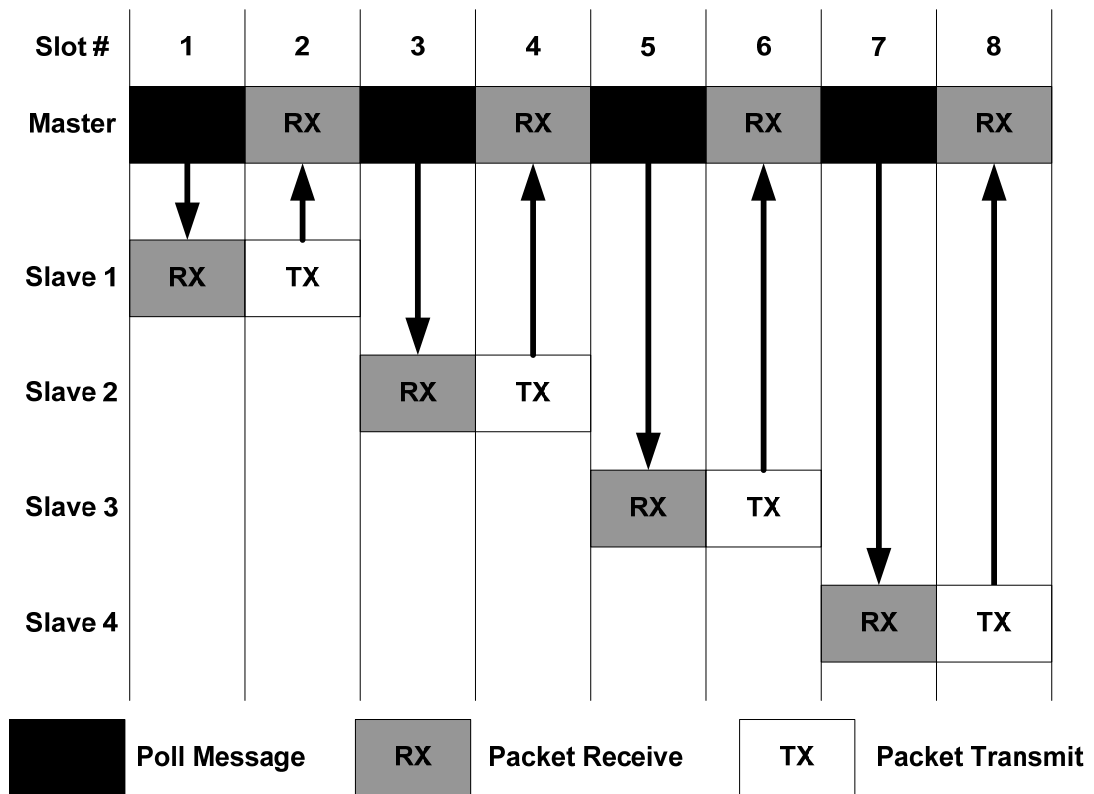 Slot # 1 2 3 4 5 6 7 8
Master RX RX RX RX
Slave 1 RX TX
Slave 2 RX TX
Slave 3 RX TX
Slave 4 RX TX
Poll Message RX Packet Receive TX Packet Transmit